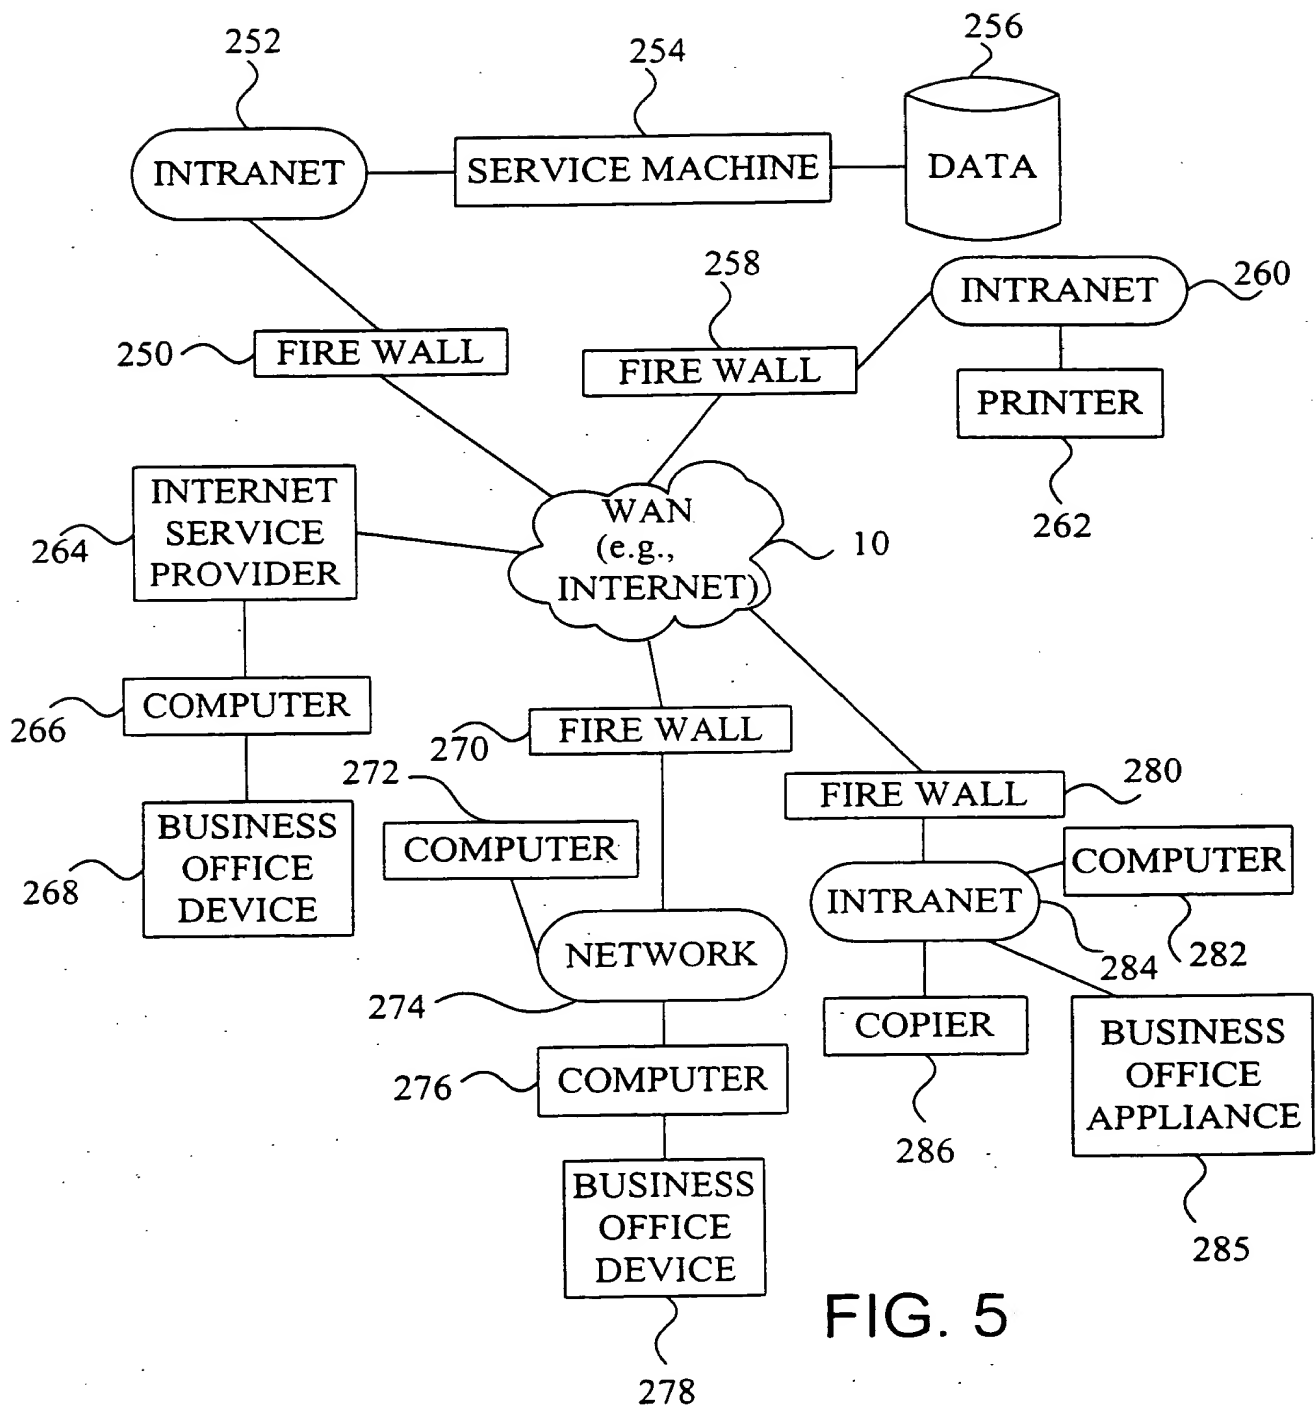 252
254
256
INTRANET
SERVICE MACHINE
DATA
258
INTRANET
260
250
FIRE WALL
FIRE WALL
PRINTER
262
INTERNET
SERVICE
PROVIDER
264
WAN
(e.g.,
INTERNET)
10
COMPUTER
266
FIRE WALL
270
272
FIRE WALL
280
BUSINESS
OFFICE
DEVICE
268
COMPUTER
COMPUTER
282
INTRANET
284
NETWORK
274
COPIER
286
BUSINESS
OFFICE
APPLIANCE
285
COMPUTER
276
BUSINESS
OFFICE
DEVICE
278
FIG. 5